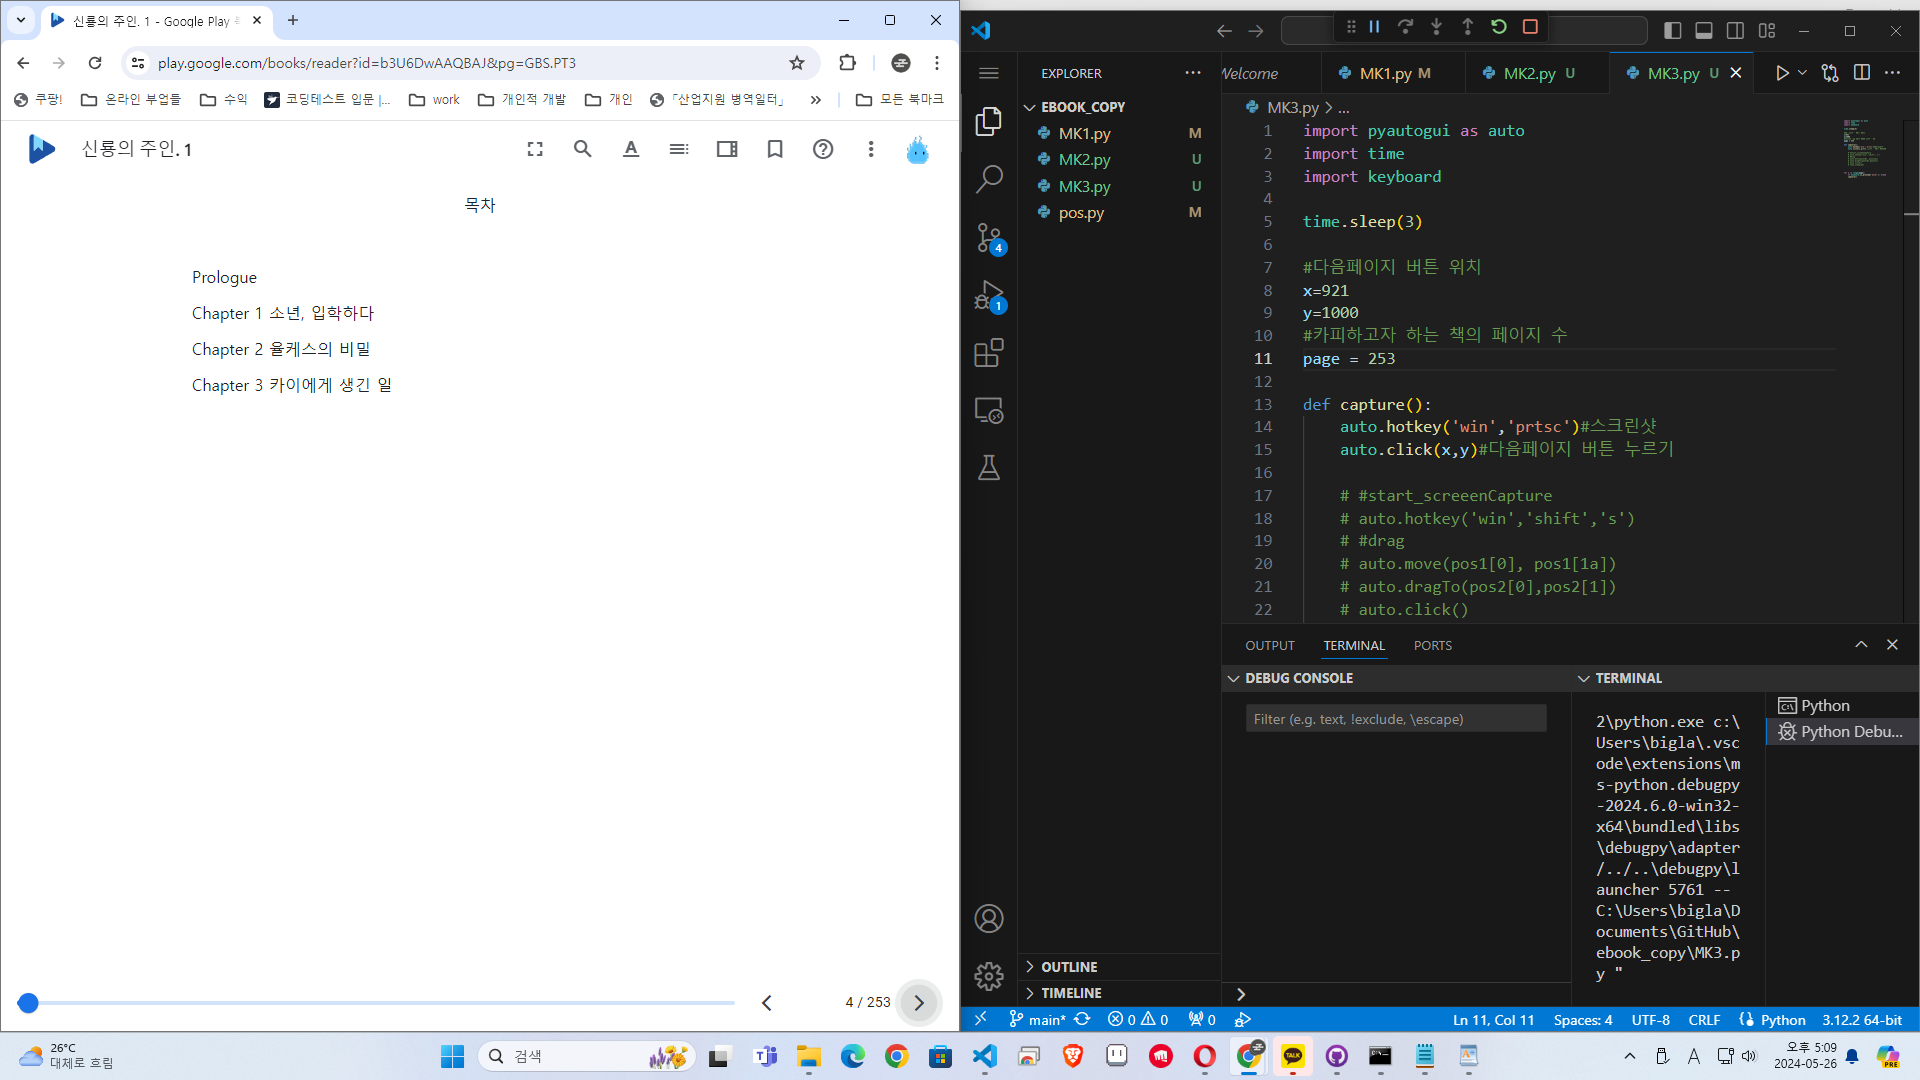 신룡의 주인. 1 - Google Play
play.google.com/books/reader?id=b3U6DwAAQBAJ&pg=GBS.PT3
쿠팡! 온라인 부업들 수익 코딩테스트 입문 |... work 개인적 개발 개인 「산업지원 병역일터」 » 모든 북마크
신룡의 주인. 1
목차
Prologue
Chapter 1 소년, 입학하다
Chapter 2 율케스의 비밀
Chapter 3 카이에게 생긴 일
4 / 253
EXPLORER
EBOOK_COPY
MK1.py M
MK2.py U
MK3.py U
pos.py M
4
1
OUTLINE
TIMELINE
Welcome MK1.py M MK2.py U MK3.py U
MK3.py > ...
1 import pyautogui as auto
2 import time
3 import keyboard
4
5 time.sleep(3)
6
7 #다음페이지 버튼 위치
8 x=921
9 y=1000
10 #카피하고자 하는 책의 페이지 수
11 page = 253
12
13 def capture():
14 auto.hotkey('win','prtsc')#스크린샷
15 auto.click(x,y)#다음페이지 버튼 누르기
16
17 # #start_screeenCapture
18 # auto.hotkey('win','shift','s')
19 # #drag
20 # auto.move(pos1[0], pos1[1a])
21 # auto.dragTo(pos2[0],pos2[1])
22 # auto.click()
OUTPUT TERMINAL PORTS
DEBUG CONSOLE
Filter (e.g. text, !exclude, \escape)
TERMINAL
2\python.exe c:\
Users\bigla\.vsc
ode\extensions\m
s-python.debugpy
-2024.6.0-win32-
x64\bundled\libs
\debugpy\adapter
/../..\debugpy\l
auncher 5761 --
C:\Users\bigla\D
ocuments\GitHub\
ebook_copy\MK3.p
y "
Python
Python Debu...
main* 0 0 0 Ln 11, Col 11 Spaces: 4 UTF-8 CRLF Python 3.12.2 64-bit
26°C
대체로 흐림
검색
TALK
A
오후 5:09
2024-05-26
PRE